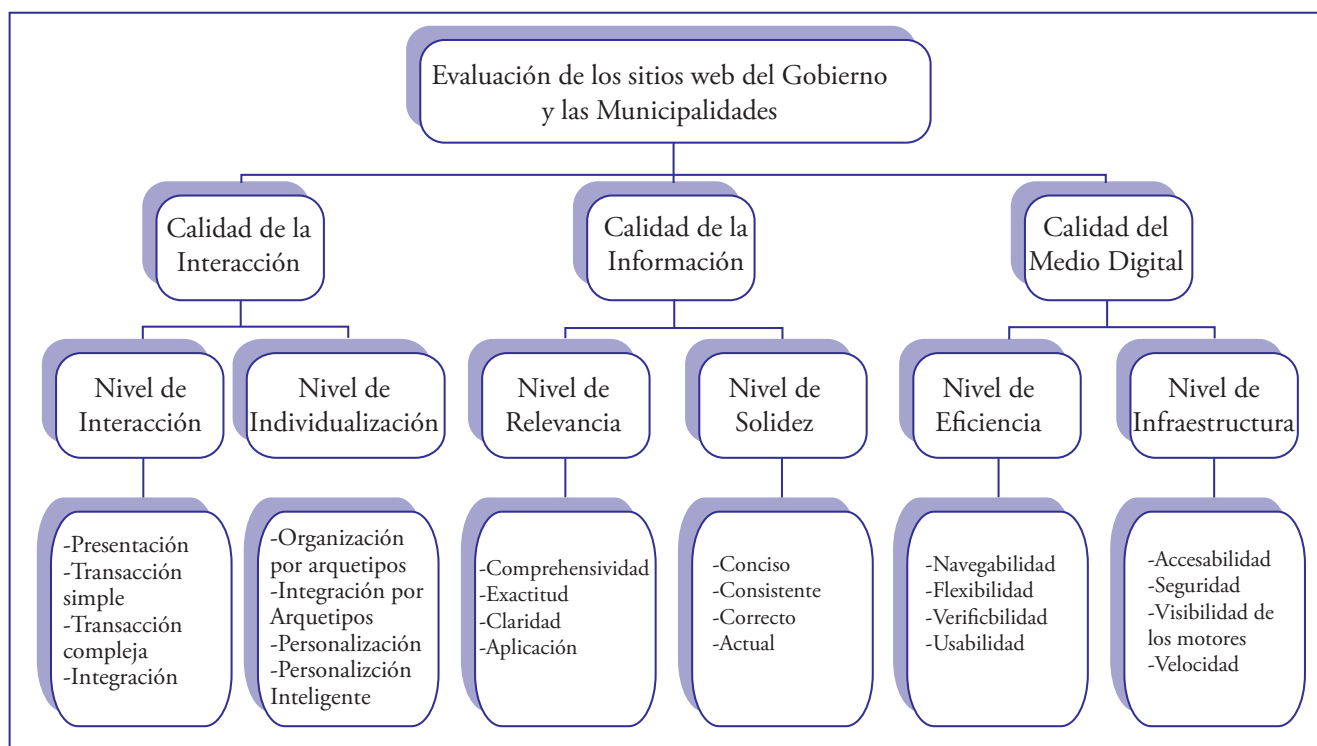 Evaluación de los sitios web del Gobierno
y las Municipalidades
Calidad de la
Interacción
Calidad de la
Información
Calidad del
Medio Digital
Nivel de
Interacción
Nivel de
Individualización
Nivel de
Relevancia
Nivel de
Solidez
Nivel de
Eficiencia
Nivel de
Infraestructura
-Presentación
-Transacción
simple
-Transacción
compleja
-Integración
-Organización
por arquetipos
-Integración por
Arquetipos
-Personalización
-Personalizción
Inteligente
-Comprehensividad
-Exactitud
-Claridad
-Aplicación
-Conciso
-Consistente
-Correcto
-Actual
-Navegabilidad
-Flexibilidad
-Verificbilidad
-Usabilidad
-Accesabilidad
-Seguridad
-Visibilidad de
los motores
-Velocidad